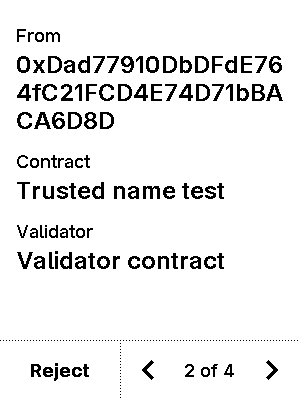 From
0xDad77910DbDFdE76
4fC21FCD4E74D71bBA
CA6D8D
Contract
Trusted name test
Validator
Validator contract
Reject
2 of 4